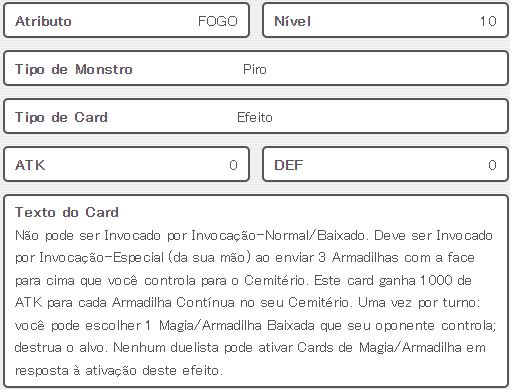 Atributo FOGO Nível 10
Tipo de Monstro Piro
Tipo de Card Efeito
ATK 0 DEF 0
Texto do Card
Não pode ser Invocado por Invocação-Normal/Baixado. Deve ser Invocado
por Invocação-Especial (da sua mão) ao enviar 3 Armadilhas com a face
para cima que você controla para o Cemitério. Este card ganha 1000 de
ATK para cada Armadilha Contínua no seu Cemitério. Uma vez por turno:
você pode escolher 1 Magia/Armadilha Baixada que seu oponente controla;
destrua o alvo. Nenhum duelista pode ativar Cards de Magia/Armadilha em
resposta à ativação deste efeito.